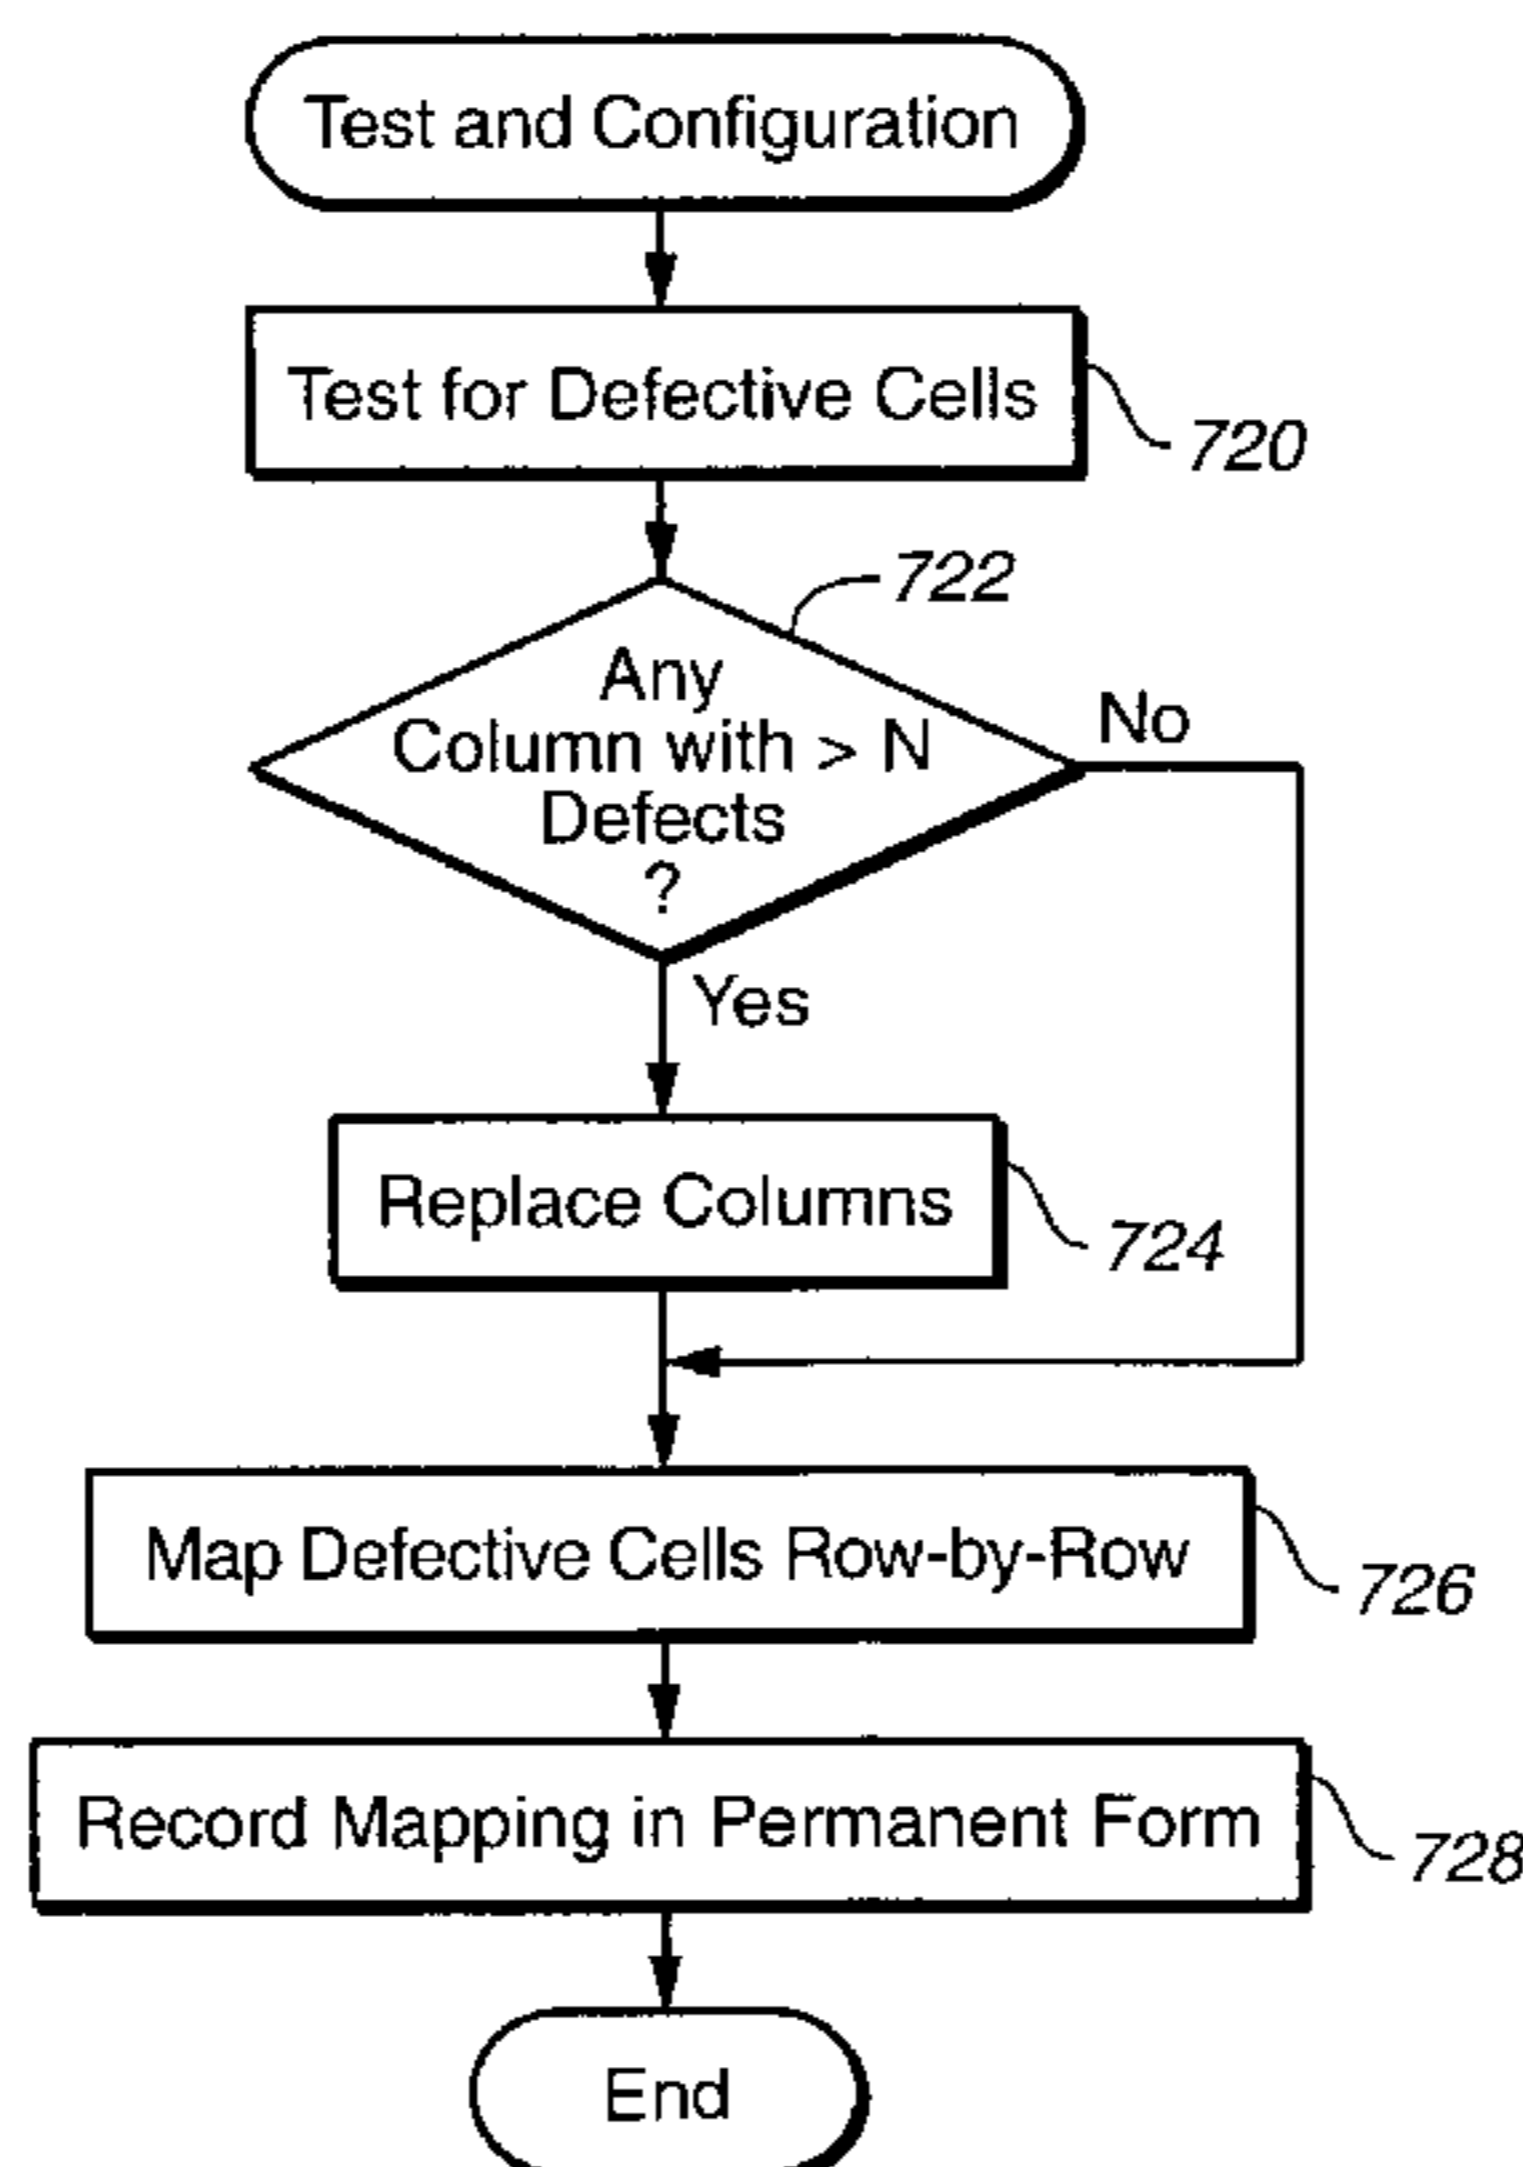 Test and Configuration
Test for Defective Cells
720
722
Any
Column with > N
Defects
?
No
Yes
Replace Columns
724
Map Defective Cells Row-by-Row
726
Record Mapping in Permanent Form
728
End